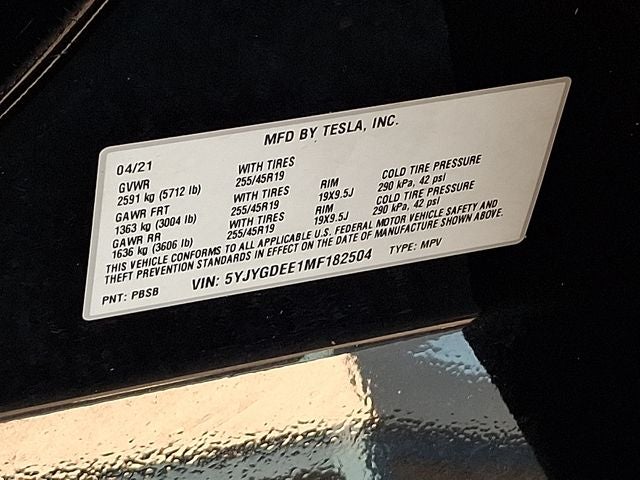 MFD BY TESLA, INC.
04/21
GVWR WITH TIRES
2591 kg (5712 lb) 255/45R19 RIM COLD TIRE PRESSURE
GAWR FRT WITH TIRES 19X9.5J 290 kPa, 42 psi
1363 kg (3004 lb) 255/45R19 RIM COLD TIRE PRESSURE
GAWR RR WITH TIRES 19X9.5J 290 kPa, 42 psi
1636 kg (3606 lb) 255/45R19
THIS VEHICLE CONFORMS TO ALL APPLICABLE U.S. FEDERAL MOTOR VEHICLE SAFETY AND
THEFT PREVENTION STANDARDS IN EFFECT ON THE DATE OF MANUFACTURE SHOWN ABOVE.
PNT: PBSB VIN: 5YJYGDEE1MF182504 TYPE: MPV